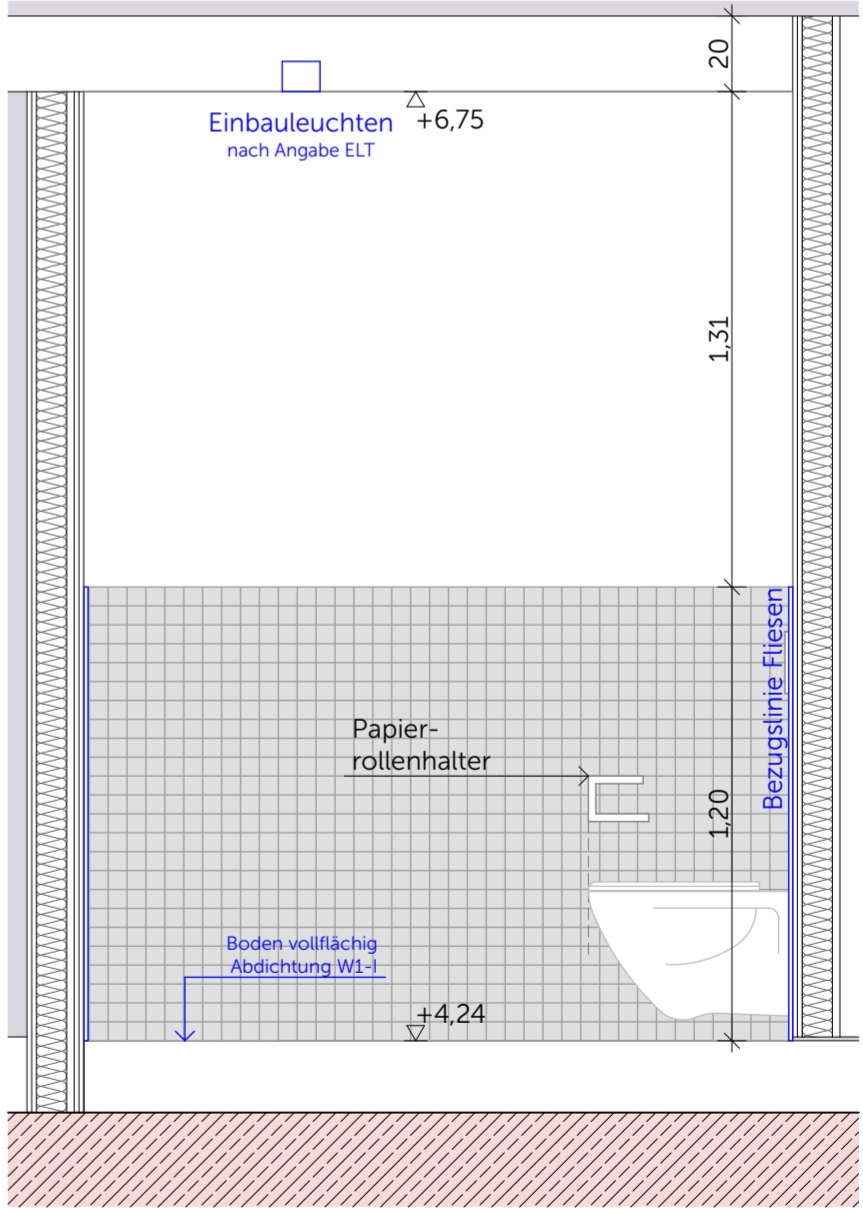 20
Einbauleuchten
nach Angabe ELT
+6,75
1,31
Bezugslinie Fliesen
Papier-
rollenhalter
1,20
Boden vollflächig
Abdichtung W1-I
+4,24